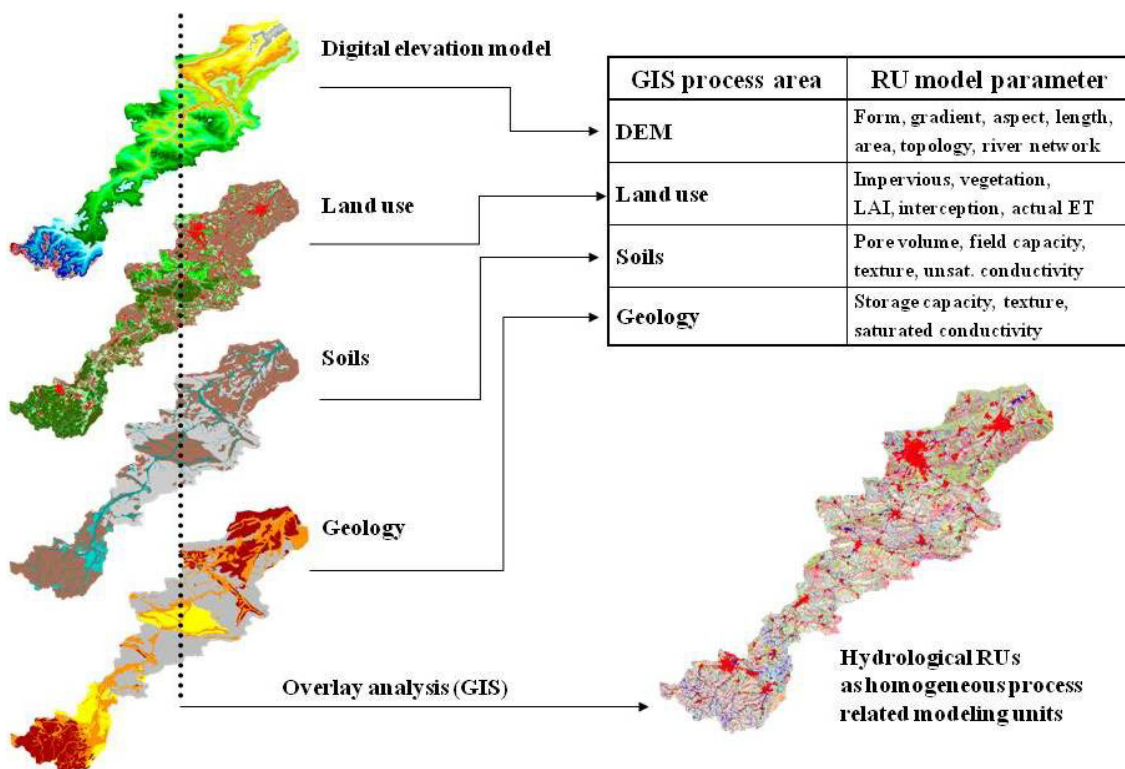 Digital elevation model
Land use
Soils
Geology
Overlay analysis (GIS)
GIS process area RU model parameter
DEM Form, gradient, aspect, length,
area, topology, river network
Land use Impervious, vegetation,
LAI, interception, actual ET
Soils Pore volume, field capacity,
texture, unsat. conductivity
Geology Storage capacity, texture,
saturated conductivity
Hydrological RUs
as homogeneous process
related modeling units